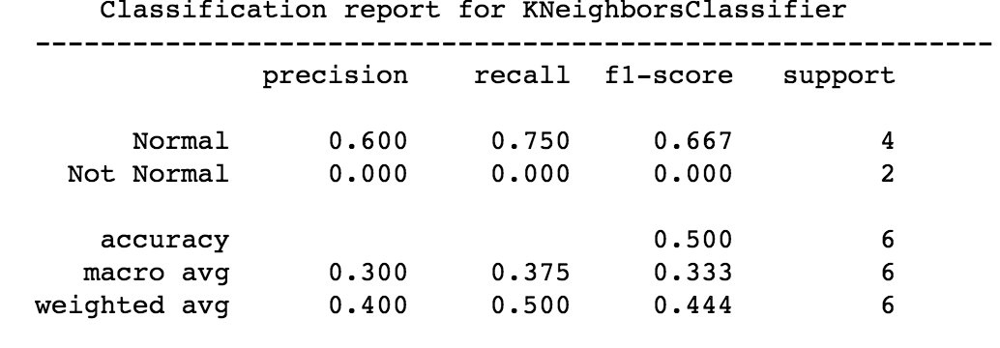 Classification report for KNeighborsClassifier
-----------------------------------------------------------
precision recall f1-score support
Normal 0.600 0.750 0.667 4
Not Normal 0.000 0.000 0.000 2
accuracy 0.500 6
macro avg 0.300 0.375 0.333 6
weighted avg 0.400 0.500 0.444 6